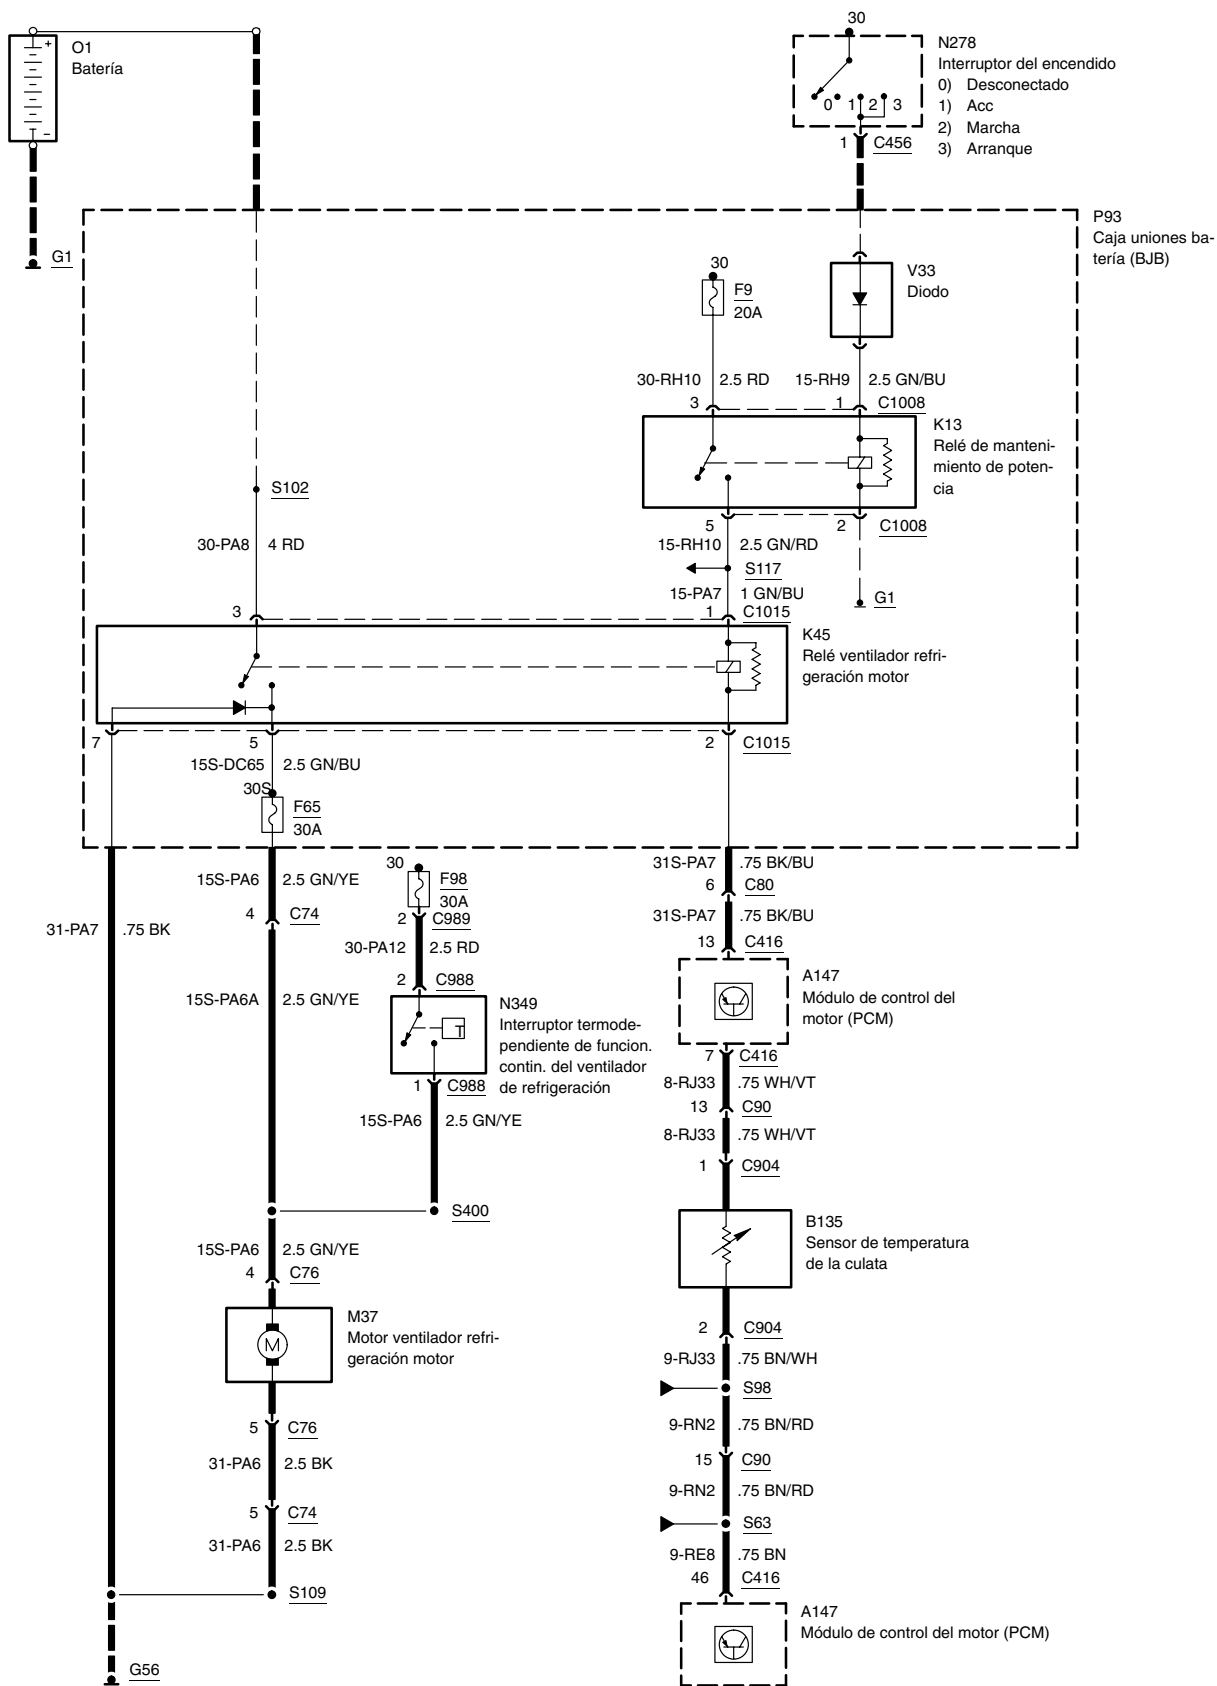 30
+
O1
Batería
-
G1
N278
Interruptor del encendido
0) Desconectado
1) Acc
2) Marcha
3) Arranque
0 1 2 3
1 C456
P93
Caja uniones ba-
tería (BJB)
V33
Diodo
30
F9
20A
30-RH10 2.5 RD
15-RH9 2.5 GN/BU
3 1 C1008
K13
Relé de manteni-
miento de poten-
cia
S102
5 2 C1008
30-PA8 4 RD
15-RH10 2.5 GN/RD
S117
15-PA7 1 GN/BU
G1
3 1 C1015
K45
Relé ventilador refri-
geración motor
7 5 2 C1015
15S-DC65 2.5 GN/BU
30S
F65
30A
15S-PA6 2.5 GN/YE
4 C74
31-PA7 .75 BK
15S-PA6A 2.5 GN/YE
30
F98
30A
2 C989
30-PA12 2.5 RD
2 C988
N349
Interruptor termode-
pendiente de funcion.
contin. del ventilador
de refrigeración
T
1 C988
15S-PA6 2.5 GN/YE
S400
15S-PA6 2.5 GN/YE
4 C76
M37
Motor ventilador refri-
geración motor
M
5 C76
31-PA6 2.5 BK
5 C74
31-PA6 2.5 BK
S109
G56
31S-PA7 .75 BK/BU
6 C80
31S-PA7 .75 BK/BU
13 C416
A147
Módulo de control del
motor (PCM)
7 C416
8-RJ33 .75 WH/VT
13 C90
8-RJ33 .75 WH/VT
1 C904
B135
Sensor de temperatura
de la culata
2 C904
9-RJ33 .75 BN/WH
S98
9-RN2 .75 BN/RD
15 C90
9-RN2 .75 BN/RD
S63
9-RE8 .75 BN
46 C416
A147
Módulo de control del motor (PCM)